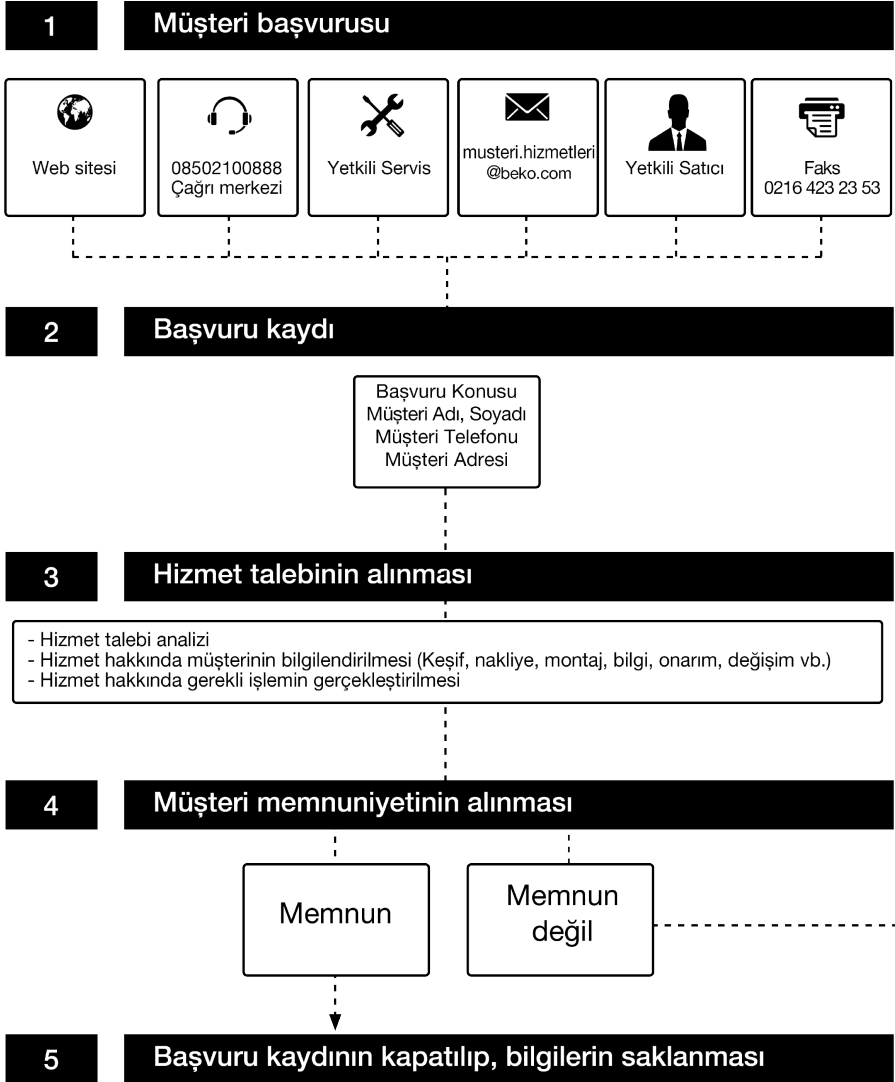 1 Müşteri başvurusu
Web sitesi
08502100888
Çağrı merkezi
Yetkili Servis
musteri.hizmetleri
@beko.com
Yetkili Satıcı
Faks
0216 423 23 53
2 Başvuru kaydı
Başvuru Konusu
Müşteri Adı, Soyadı
Müşteri Telefonu
Müşteri Adresi
3 Hizmet talebinin alınması
- Hizmet talebi analizi
- Hizmet hakkında müşterinin bilgilendirilmesi (Keşif, nakliye, montaj, bilgi, onarım, değişim vb.)
- Hizmet hakkında gerekli işlemin gerçekleştirilmesi
4 Müşteri memnuniyetinin alınması
Memnun
Memnun
değil
5 Başvuru kaydının kapatılıp, bilgilerin saklanması